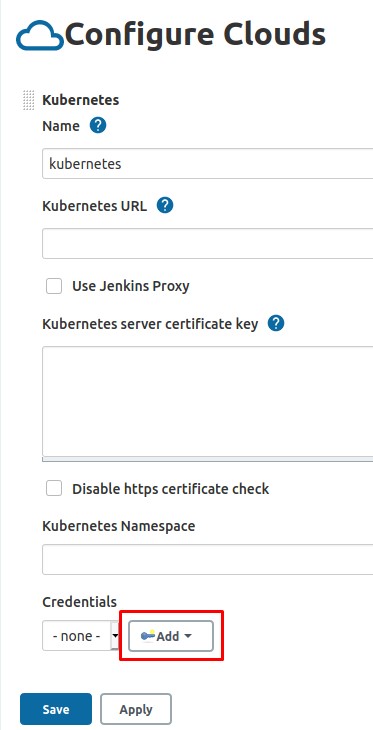 Configure Clouds
Kubernetes
Name ?
kubernetes
Kubernetes URL ?
Use Jenkins Proxy
Kubernetes server certificate key ?
Disable https certificate check
Kubernetes Namespace
Credentials
- none - Add
Save Apply